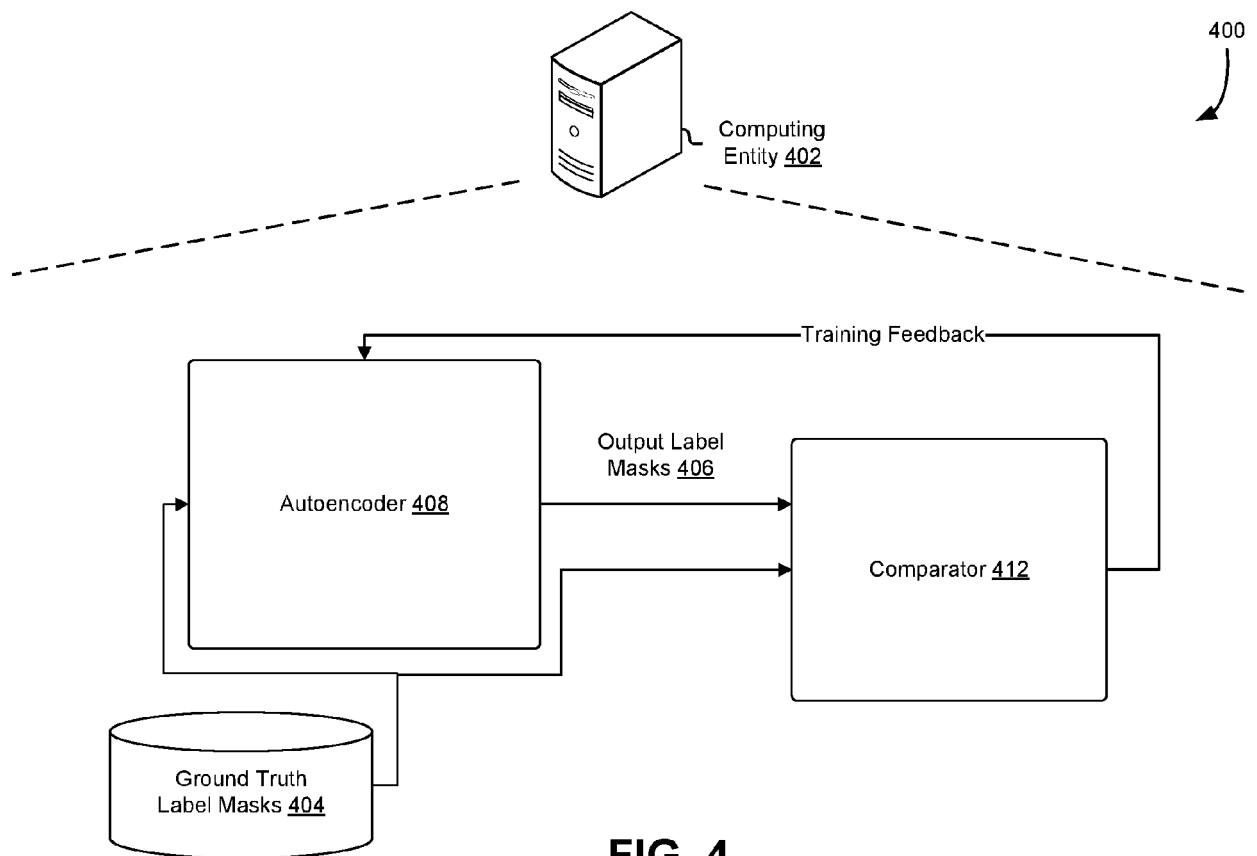 400
Computing
Entity 402
Training Feedback
Output Label
Masks 406
Autoencoder 408
Comparator 412
Ground Truth
Label Masks 404
FIG. 4